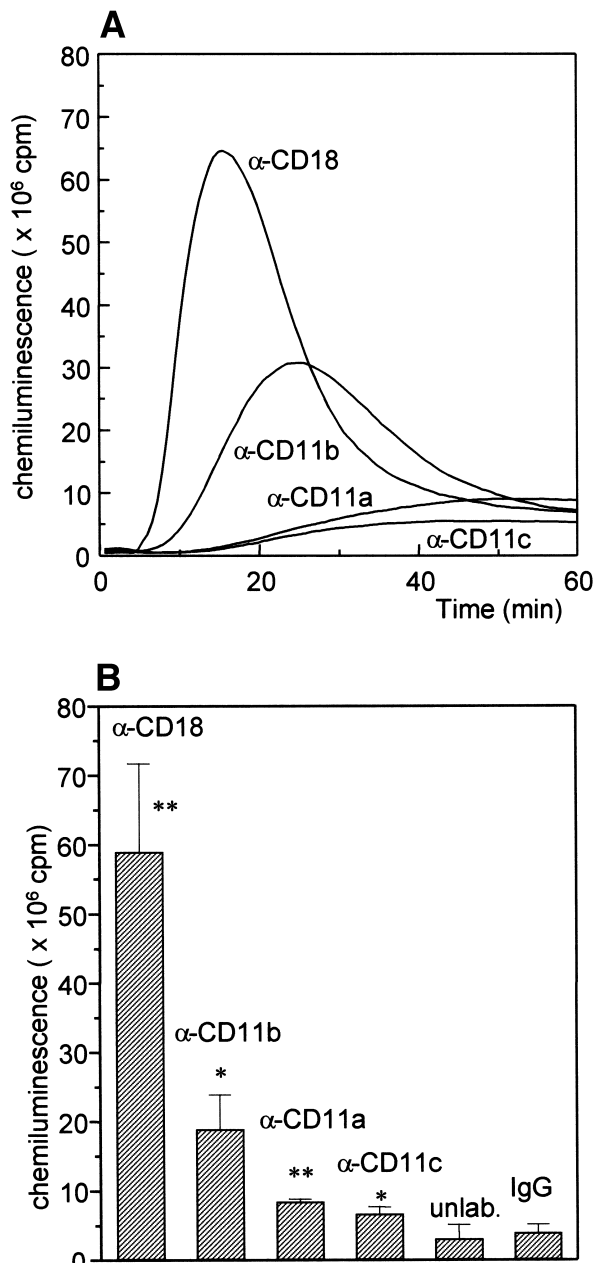 A
80
70
60
50
40
30
20
10
0
chemiluminescence ( x 10⁶ cpm)
α-CD18
α-CD11b
α-CD11a
α-CD11c
0 20 40 60
Time (min)
B
80
70
60
50
40
30
20
10
0
chemiluminescence ( x 10⁶ cpm)
α-CD18
**
α-CD11b
*
α-CD11a
**
α-CD11c
*
unlab.
IgG